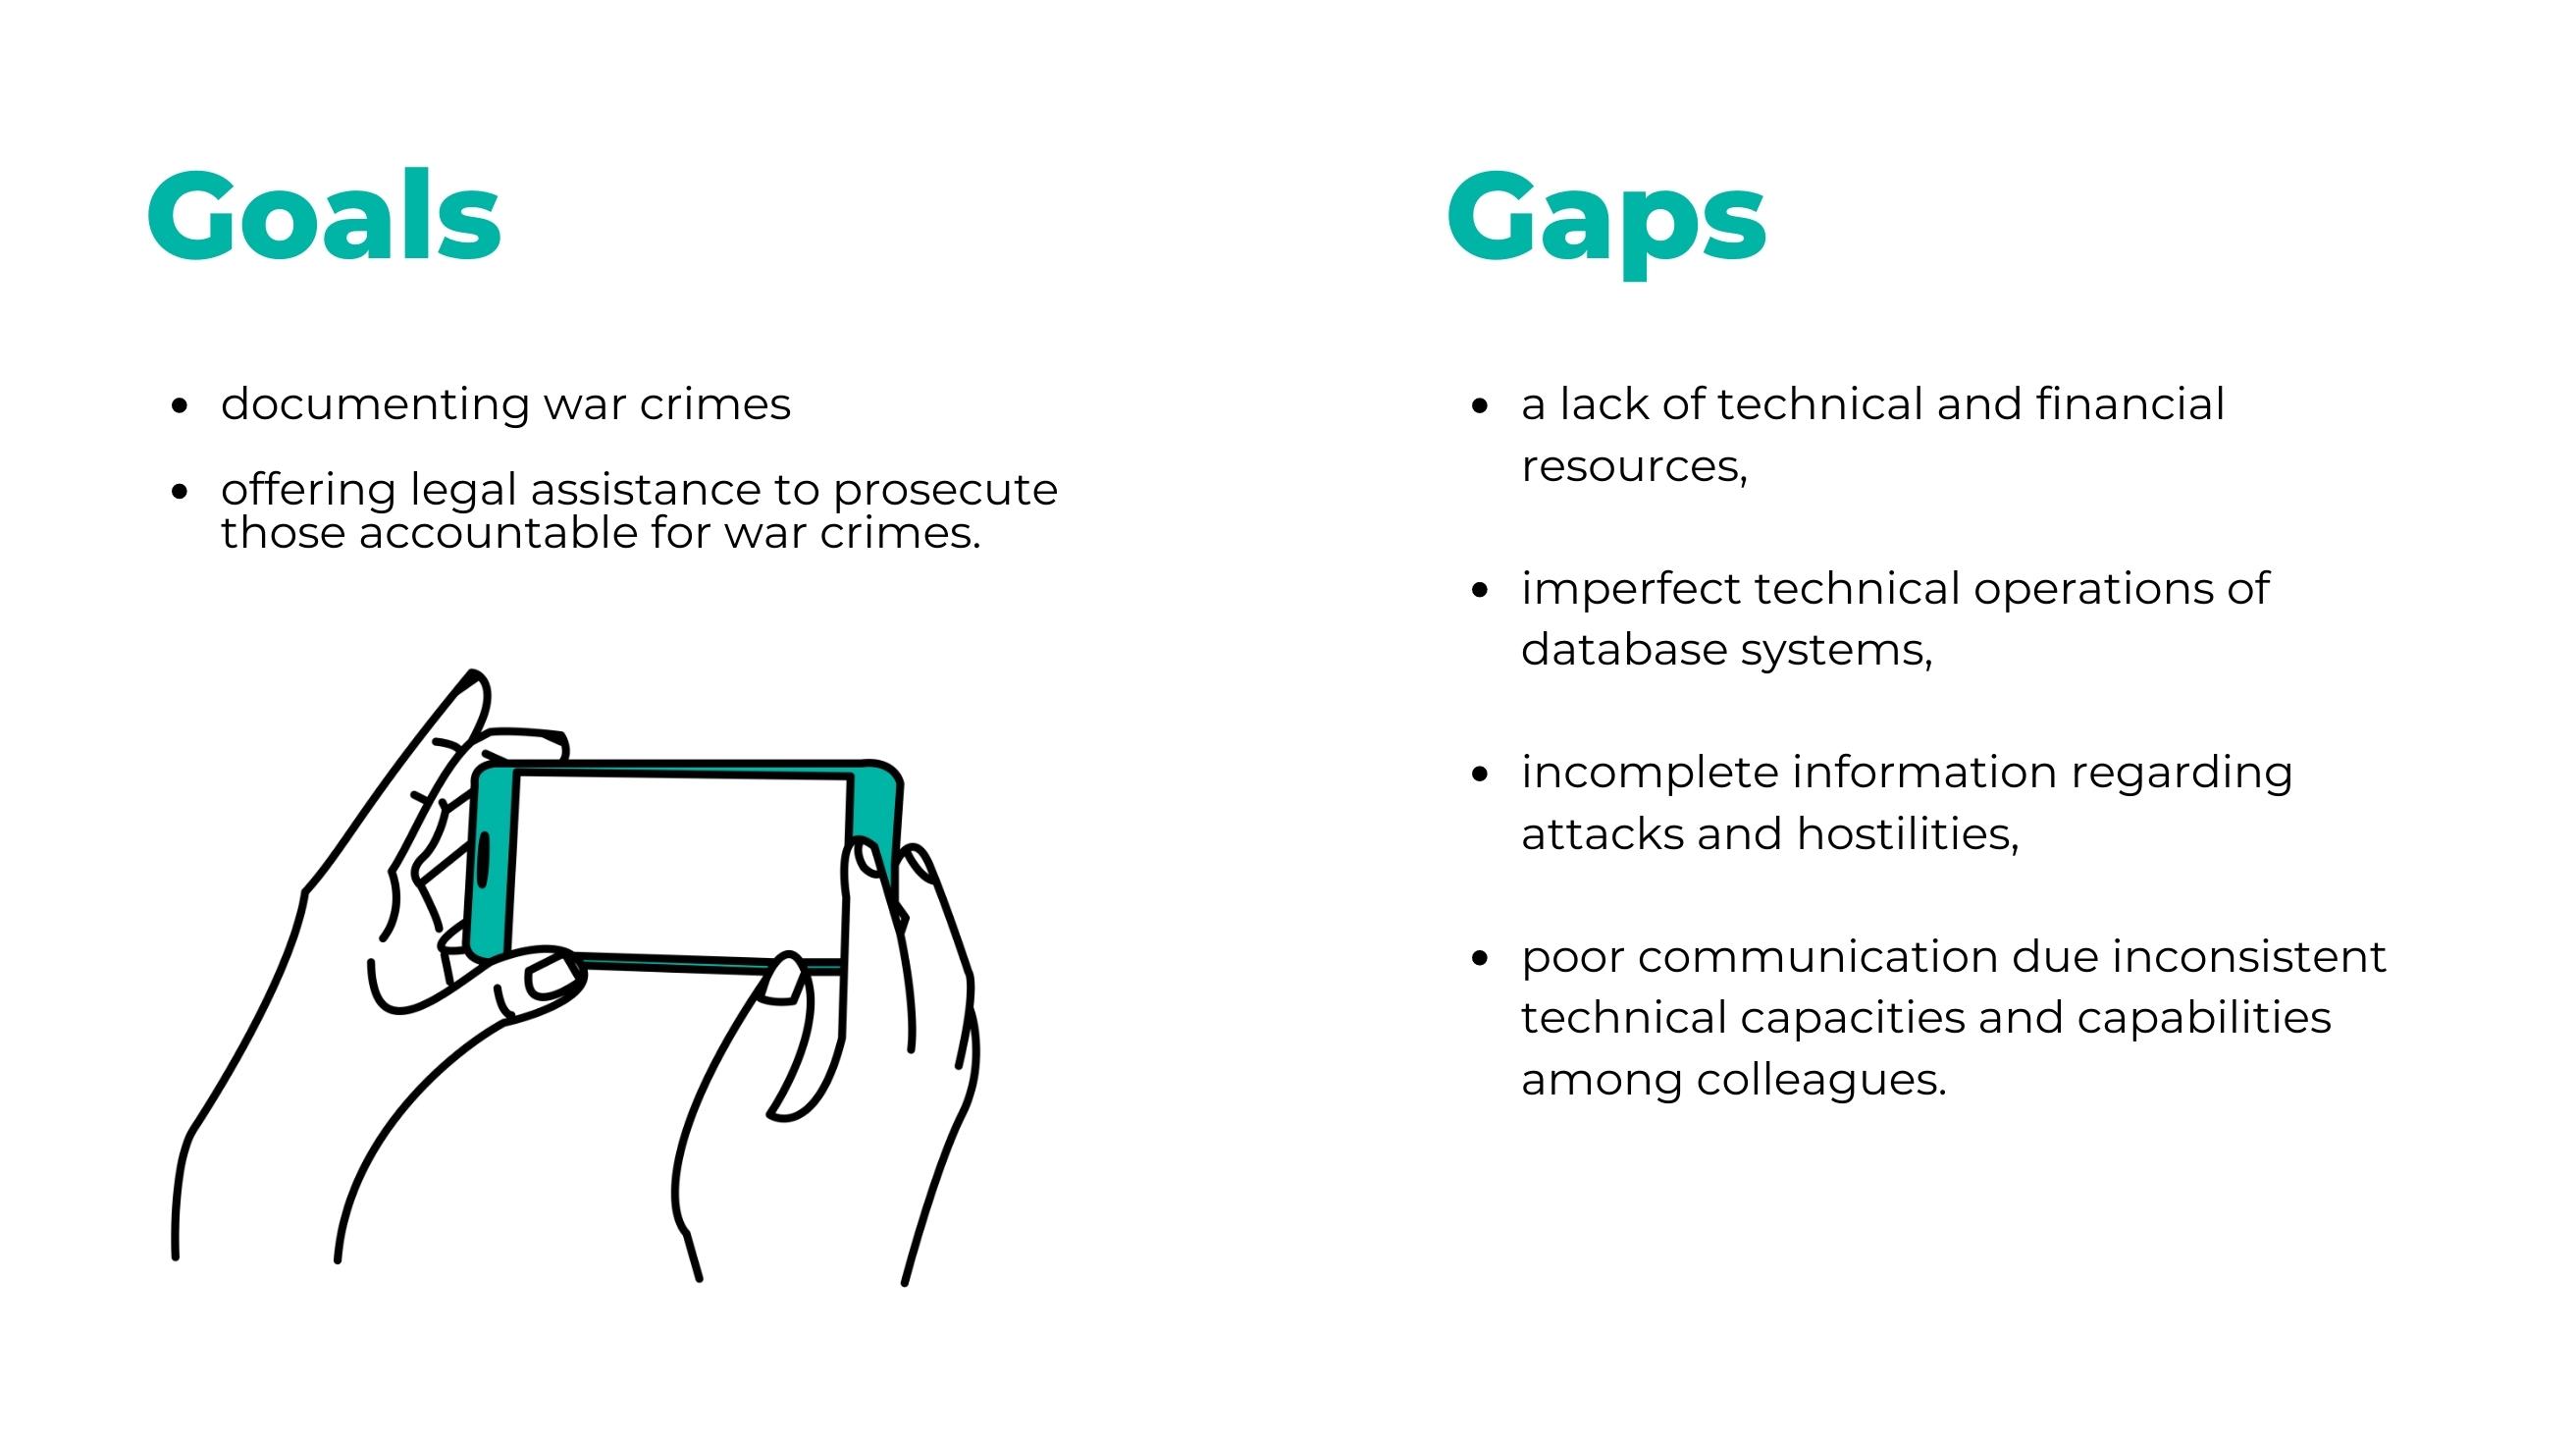 Goals
• documenting war crimes
• offering legal assistance to prosecute
those accountable for war crimes.
Gaps
• a lack of technical and financial
resources,
• imperfect technical operations of
database systems,
• incomplete information regarding
attacks and hostilities,
• poor communication due inconsistent
technical capacities and capabilities
among colleagues.